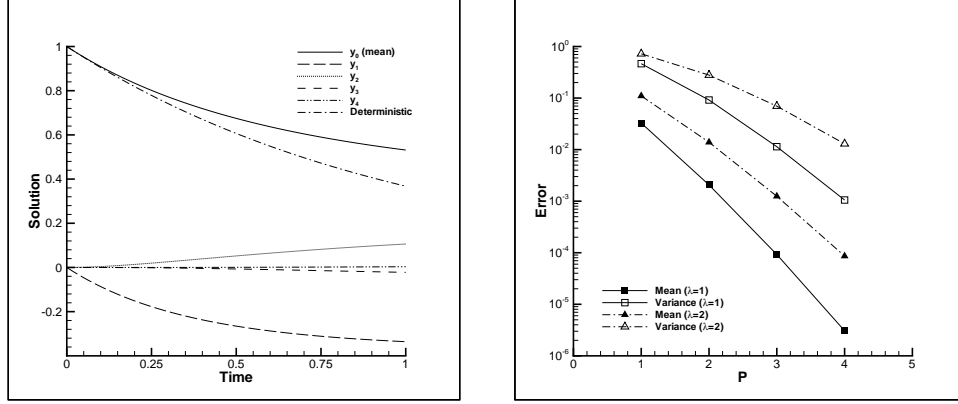 1
0.8
0.6
0.4
0.2
0
-0.2
Solution
0
0.25
0.5
0.75
1
Time
y₀ (mean)
y₁
y₂
y₃
y₄
Deterministic
10⁰
10⁻¹
10⁻²
10⁻³
10⁻⁴
10⁻⁵
10⁻⁶
Error
0
1
2
3
4
5
P
Mean (λ=1)
Variance (λ=1)
Mean (λ=2)
Variance (λ=2)